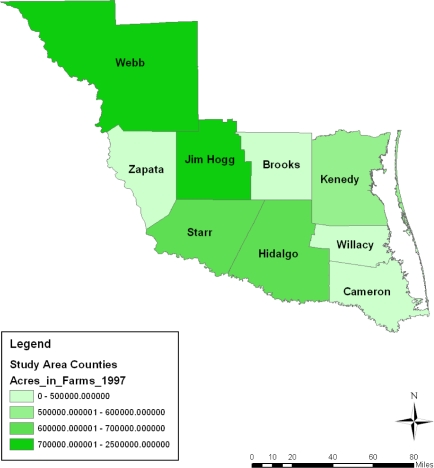 Webb
Zapata
Jim Hogg
Brooks
Kenedy
Starr
Hidalgo
Willacy
Cameron
Legend
Study Area Counties
Acres_in_Farms_1997
0 - 500000.000000
500000.000001 - 600000.000000
600000.000001 - 700000.000000
700000.000001 - 2500000.000000
N
0 10 20 40 60 80
Miles